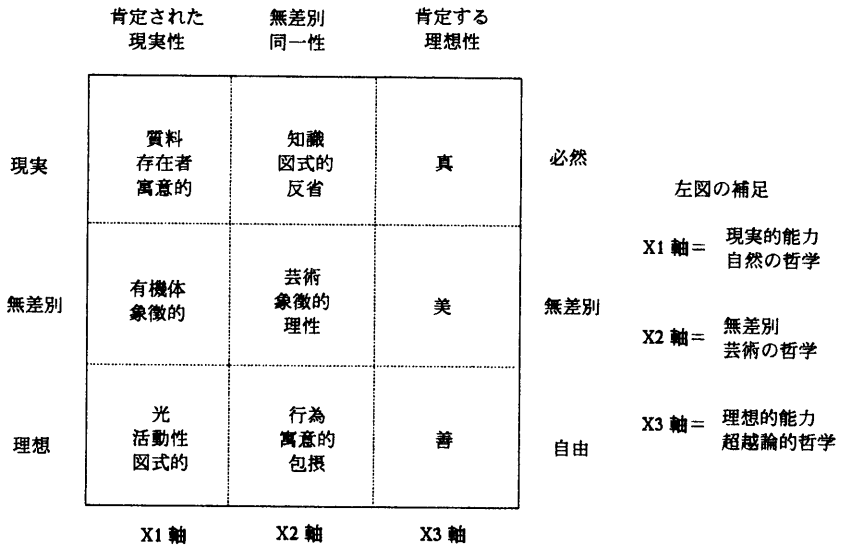 肯定された
現実性
無差別
同一性
肯定する
理想性
現実
質料
存在者
寓意的
知識
図式的
反省
真
必然
無差別
有機体
象徴的
芸術
象徴的
理性
美
無差別
理想
光
活動性
図式的
行為
寓意的
包摂
善
自由
X1 軸
X2 軸
X3 軸
左図の補足
X1 軸＝ 現実的能力
自然の哲学
X2 軸＝ 無差別
芸術の哲学
X3 軸＝ 理想的能力
超越論的哲学